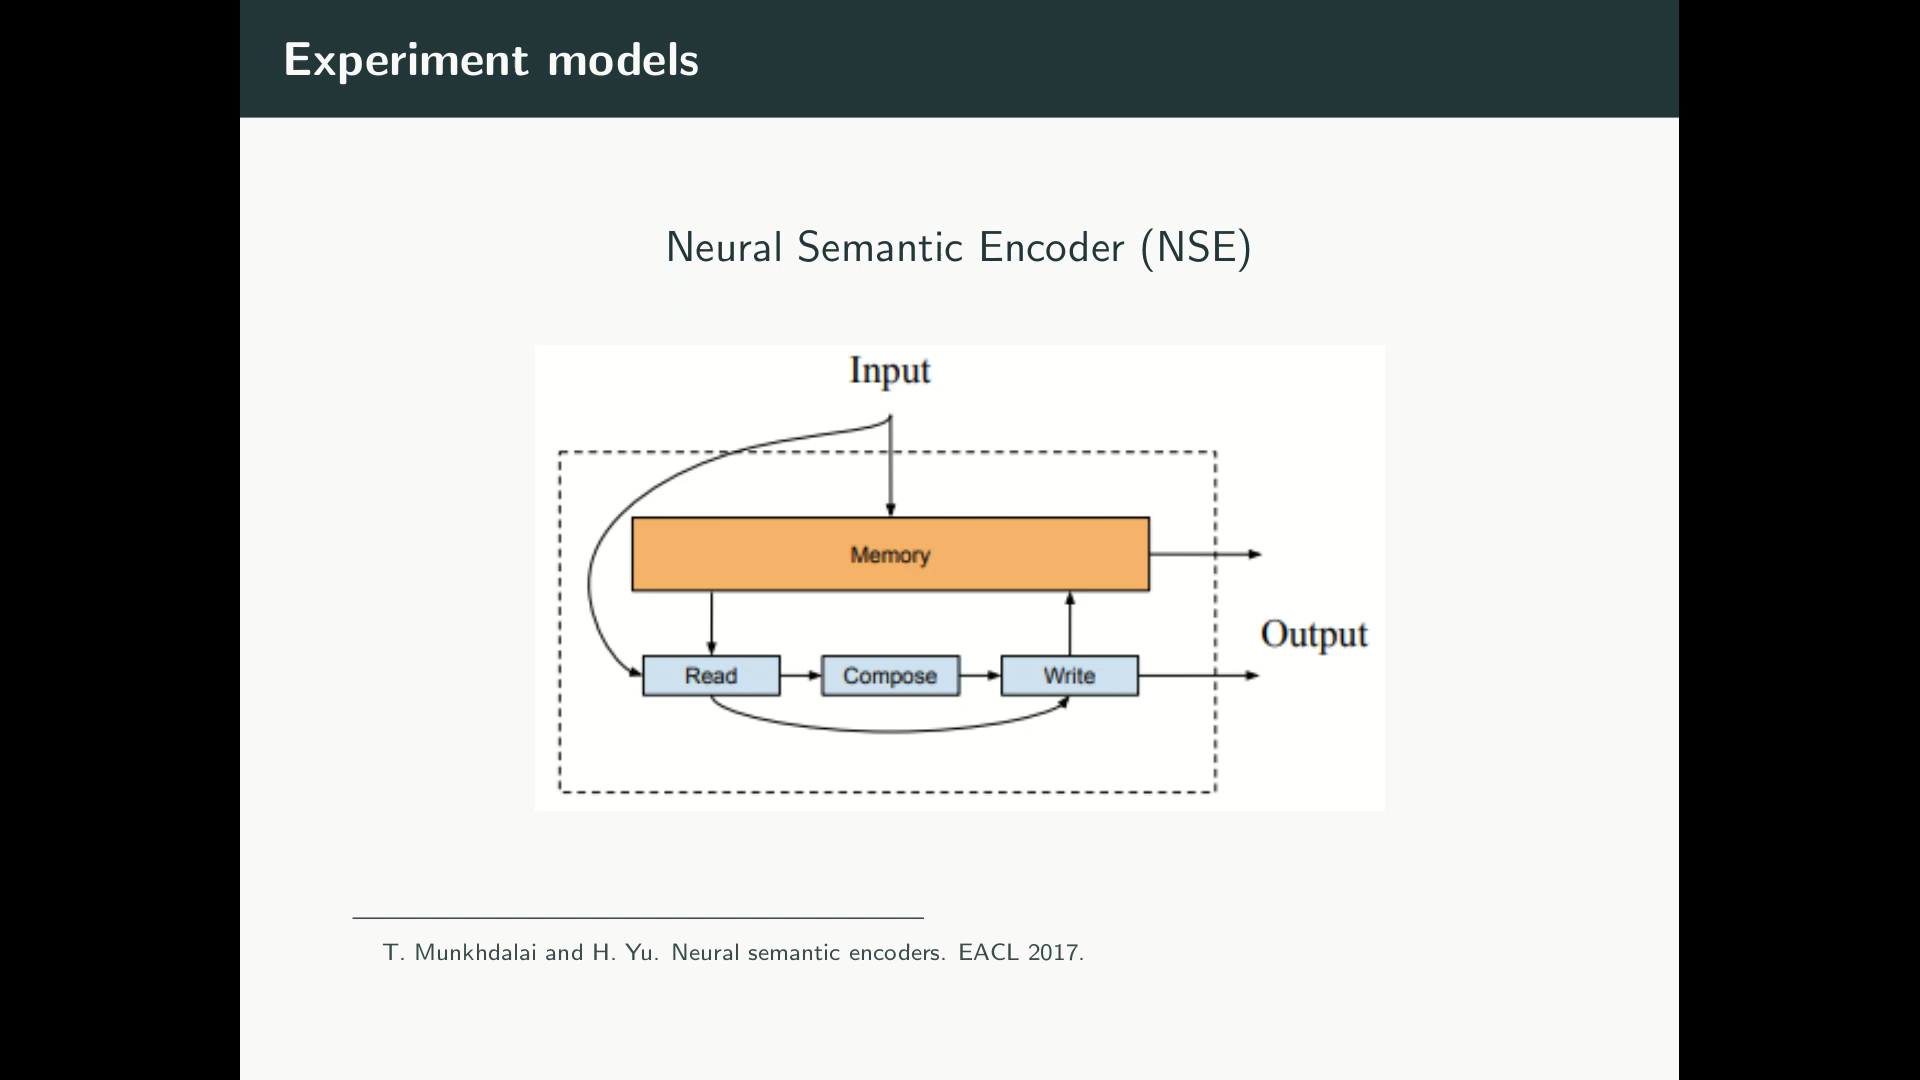 Experiment models
Neural Semantic Encoder (NSE)
Input
Memory
Output
Read
Compose
Write
T. Munkhdalai and H. Yu. Neural semantic encoders. EACL 2017.